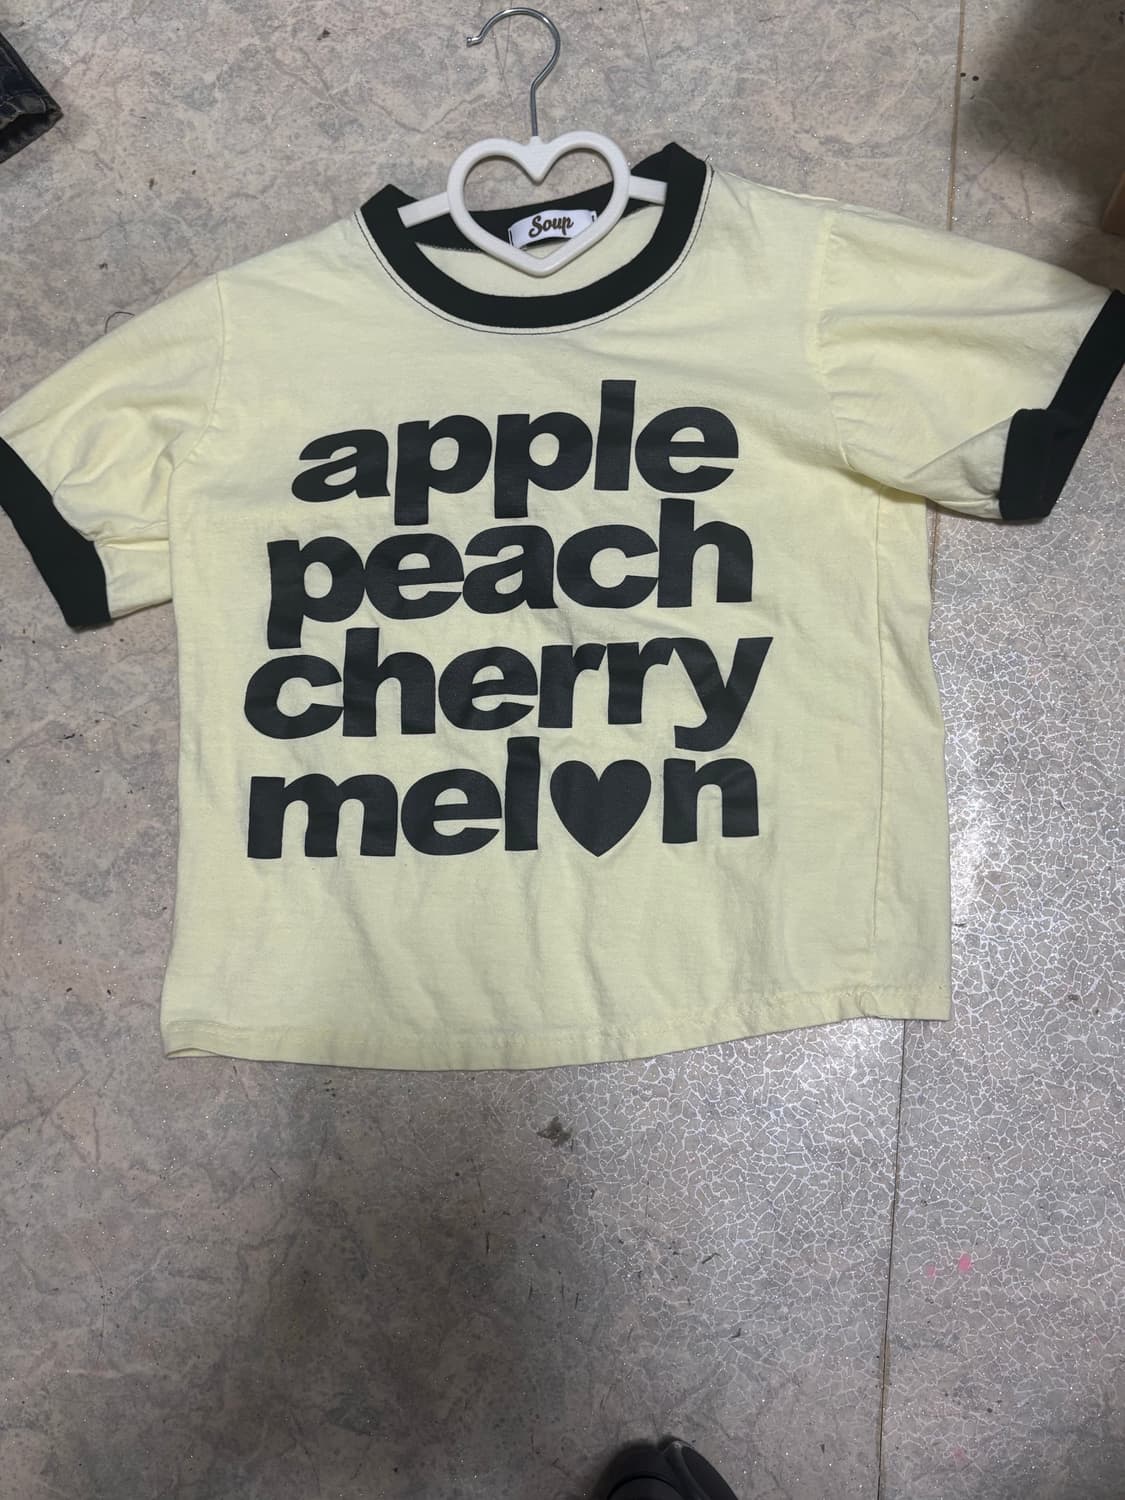 Soup
apple
peach
cherry
mel♥n